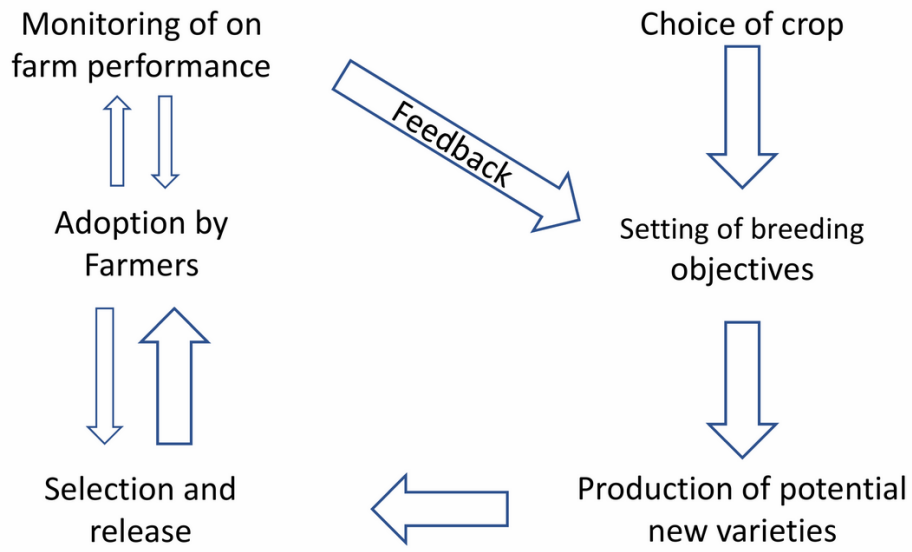 Monitoring of on
farm performance
Choice of crop
Feedback
Adoption by
Farmers
Setting of breeding
objectives
Selection and
release
Production of potential
new varieties